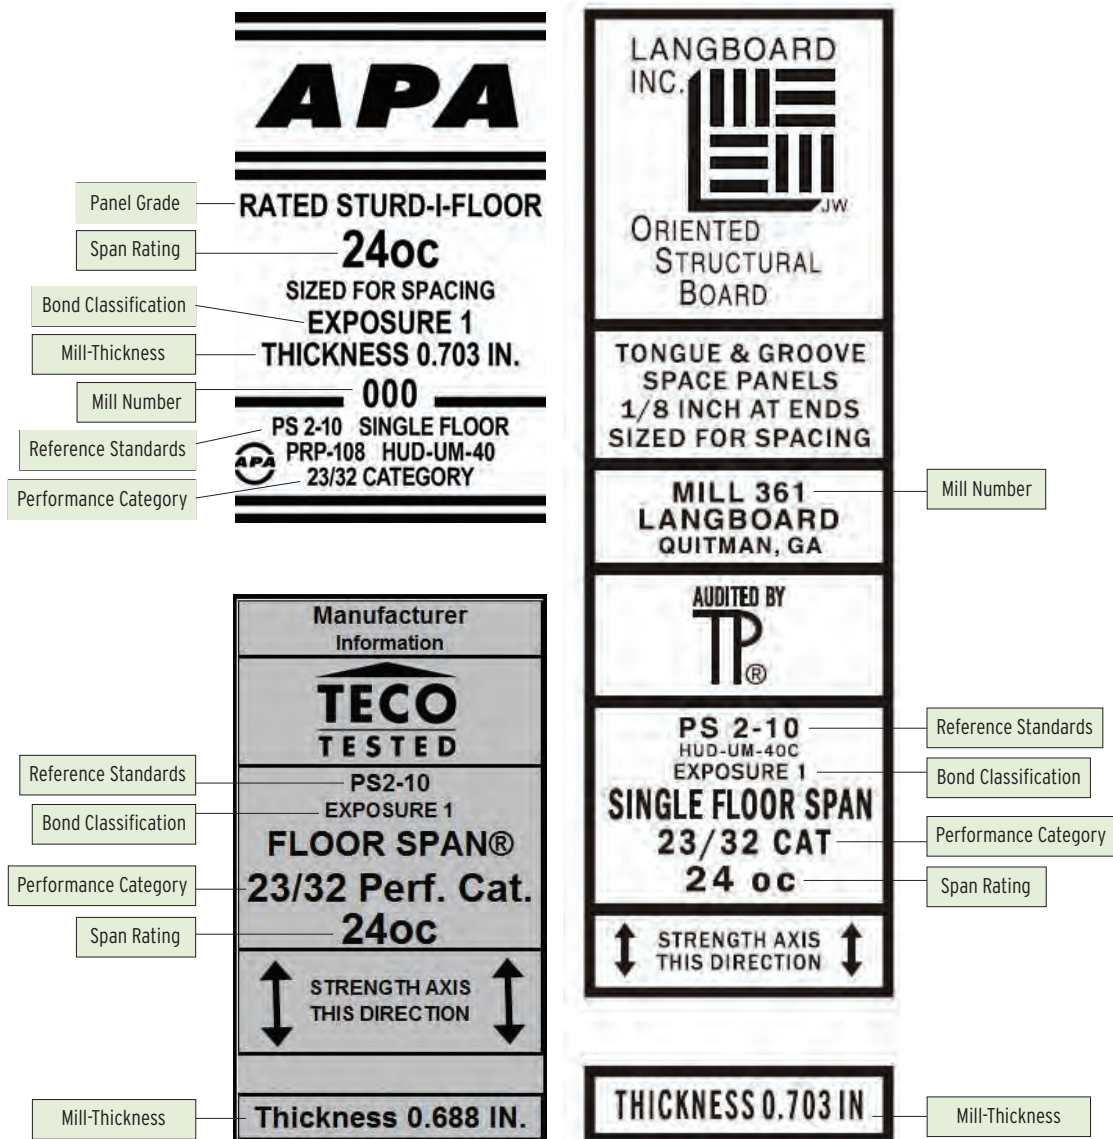 APA
Panel Grade
RATED STURD-I-FLOOR
Span Rating
24oc
SIZED FOR SPACING
Bond Classification
EXPOSURE 1
Mill-Thickness
THICKNESS 0.703 IN.
Mill Number
000
Reference Standards
PS 2-10 SINGLE FLOOR
APA PRP-108 HUD-UM-40
Performance Category
23/32 CATEGORY
Manufacturer
Information
TECO
TESTED
Reference Standards
PS2-10
Bond Classification
EXPOSURE 1
FLOOR SPAN®
Performance Category
23/32 Perf. Cat.
Span Rating
24oc
STRENGTH AXIS
THIS DIRECTION
Mill-Thickness
Thickness 0.688 IN.
LANGBOARD
INC.
JW
ORIENTED
STRUCTURAL
BOARD
TONGUE & GROOVE
SPACE PANELS
1/8 INCH AT ENDS
SIZED FOR SPACING
MILL 361
Mill Number
LANGBOARD
QUITMAN, GA
AUDITED BY
TP®
PS 2-10
Reference Standards
HUD-UM-40C
EXPOSURE 1
Bond Classification
SINGLE FLOOR SPAN
23/32 CAT
Performance Category
24 oc
Span Rating
STRENGTH AXIS
THIS DIRECTION
THICKNESS 0.703 IN
Mill-Thickness